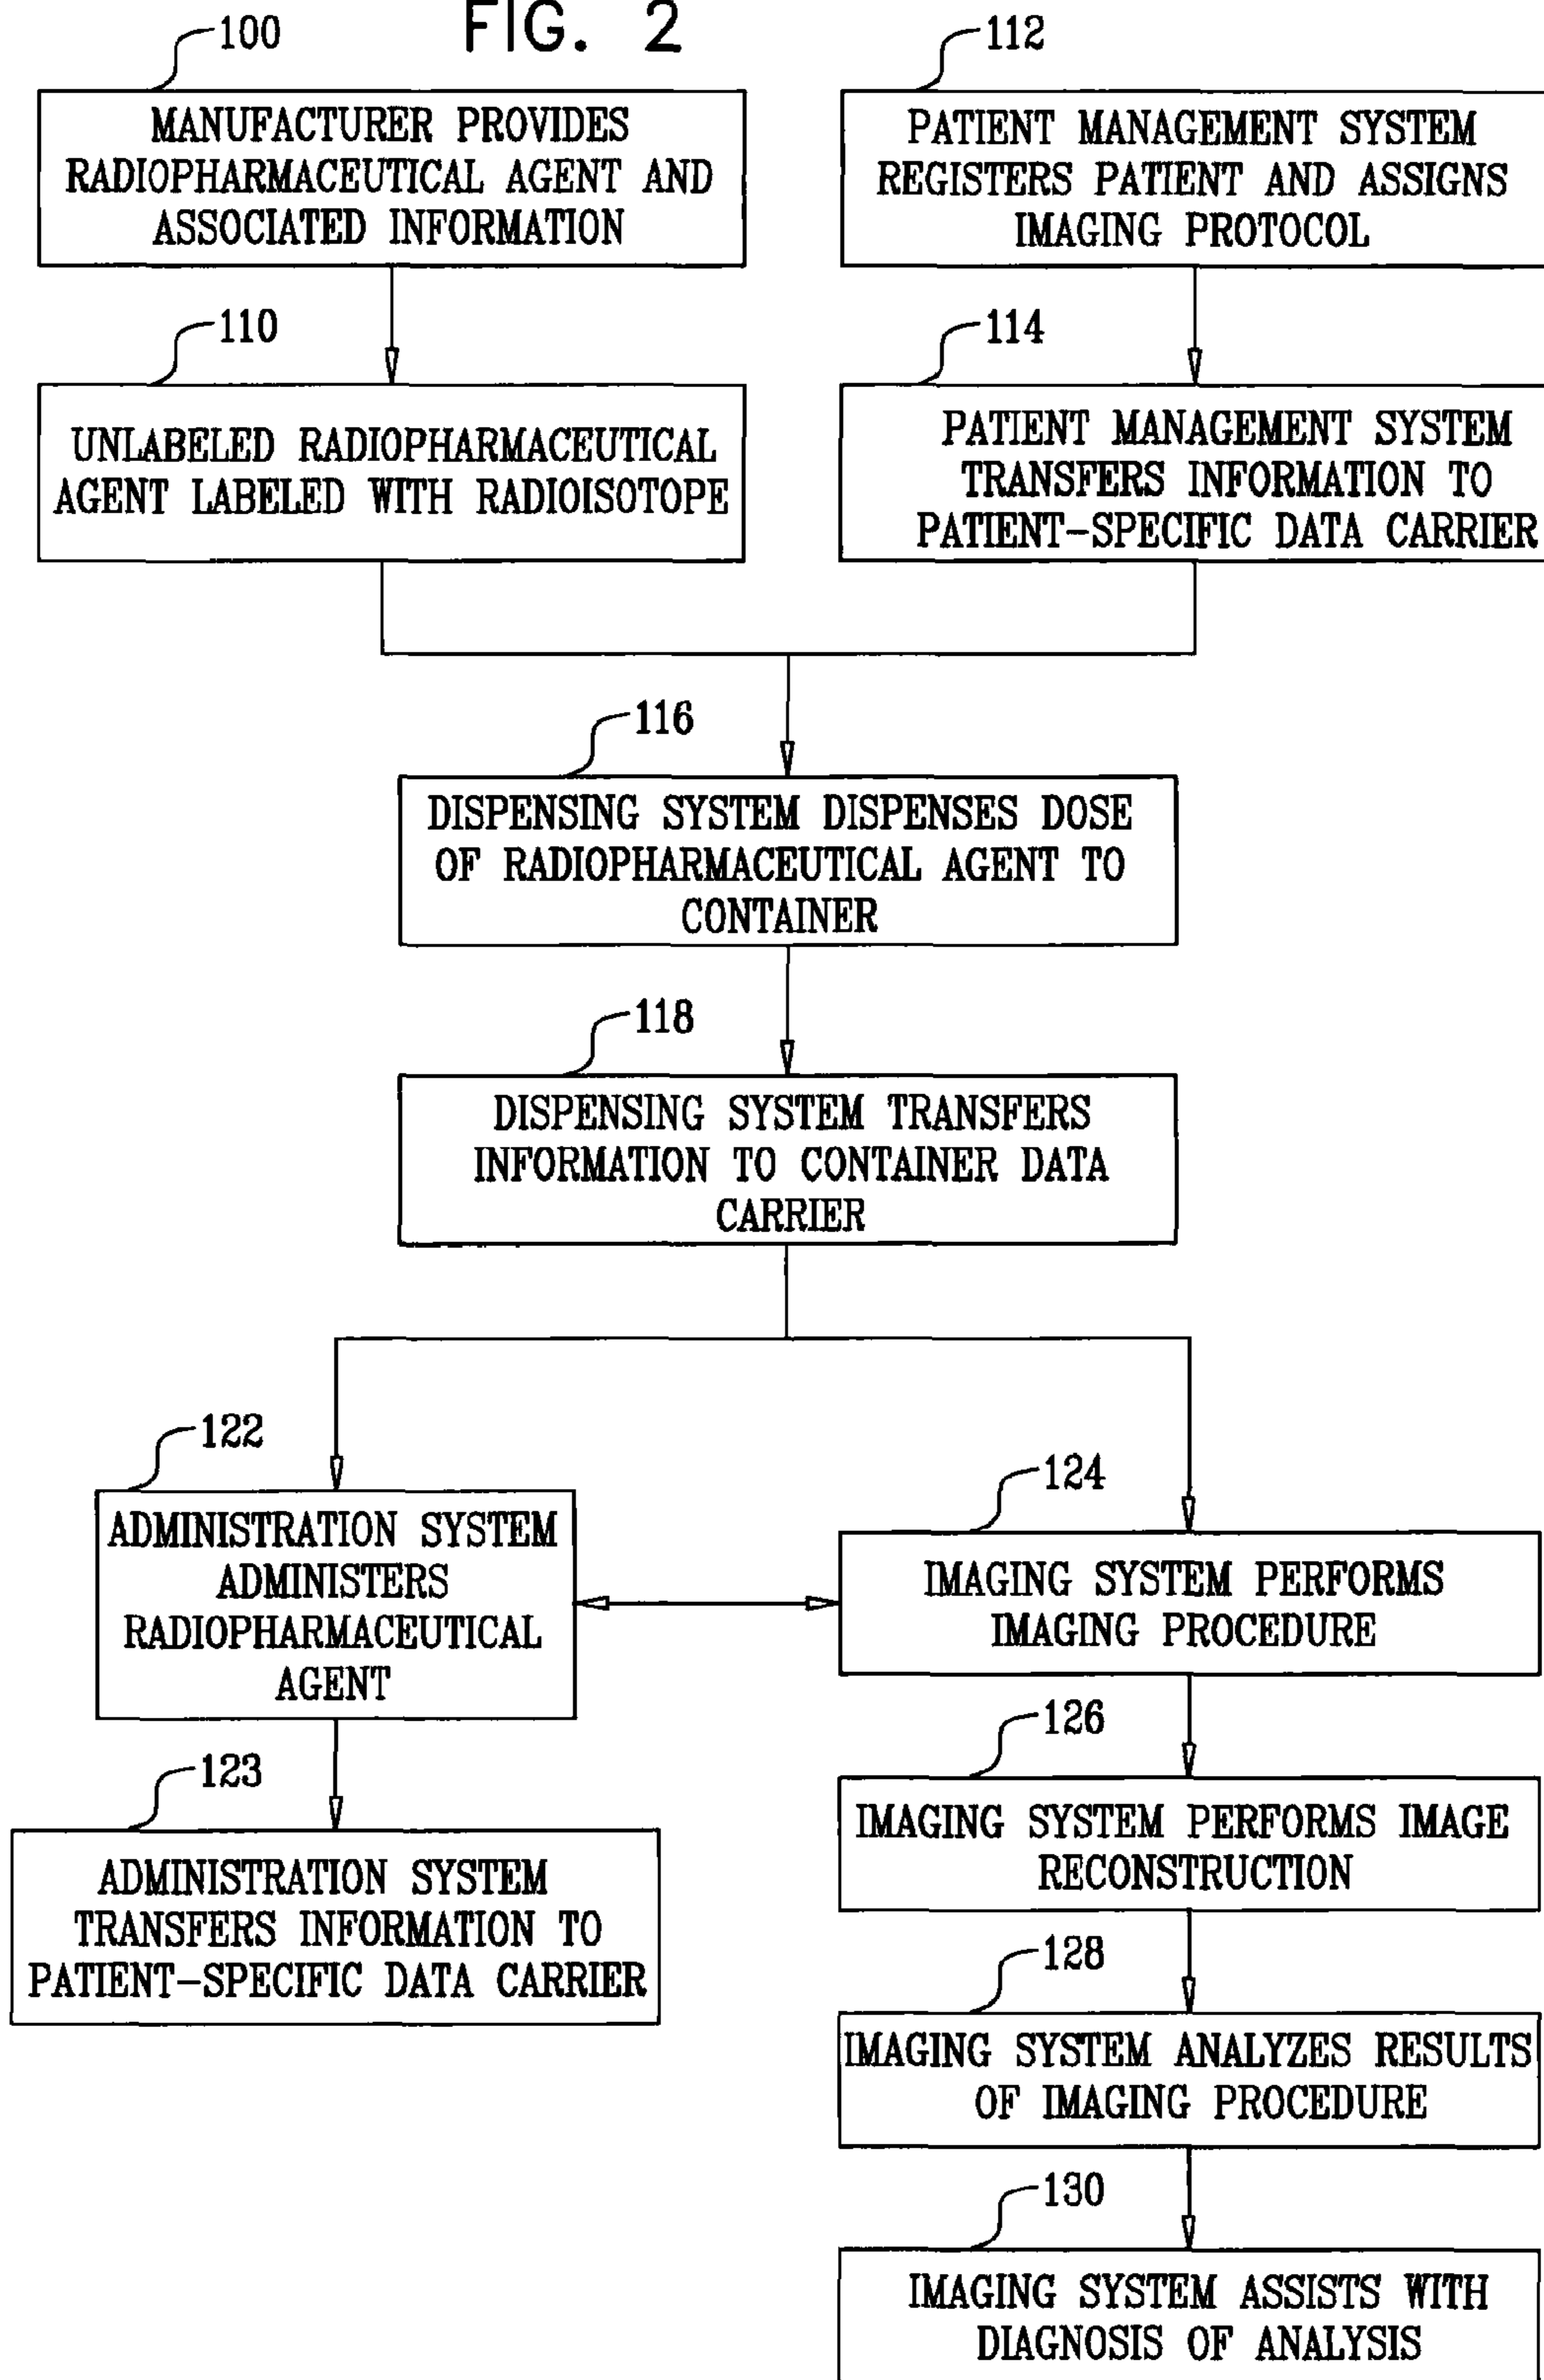 FIG. 2
100
MANUFACTURER PROVIDES
RADIOPHARMACEUTICAL AGENT AND
ASSOCIATED INFORMATION
112
PATIENT MANAGEMENT SYSTEM
REGISTERS PATIENT AND ASSIGNS
IMAGING PROTOCOL
110
UNLABELED RADIOPHARMACEUTICAL
AGENT LABELED WITH RADIOISOTOPE
114
PATIENT MANAGEMENT SYSTEM
TRANSFERS INFORMATION TO
PATIENT-SPECIFIC DATA CARRIER
116
DISPENSING SYSTEM DISPENSES DOSE
OF RADIOPHARMACEUTICAL AGENT TO
CONTAINER
118
DISPENSING SYSTEM TRANSFERS
INFORMATION TO CONTAINER DATA
CARRIER
122
ADMINISTRATION SYSTEM
ADMINISTERS
RADIOPHARMACEUTICAL
AGENT
124
IMAGING SYSTEM PERFORMS
IMAGING PROCEDURE
123
ADMINISTRATION SYSTEM
TRANSFERS INFORMATION TO
PATIENT-SPECIFIC DATA CARRIER
126
IMAGING SYSTEM PERFORMS IMAGE
RECONSTRUCTION
128
IMAGING SYSTEM ANALYZES RESULTS
OF IMAGING PROCEDURE
130
IMAGING SYSTEM ASSISTS WITH
DIAGNOSIS OF ANALYSIS